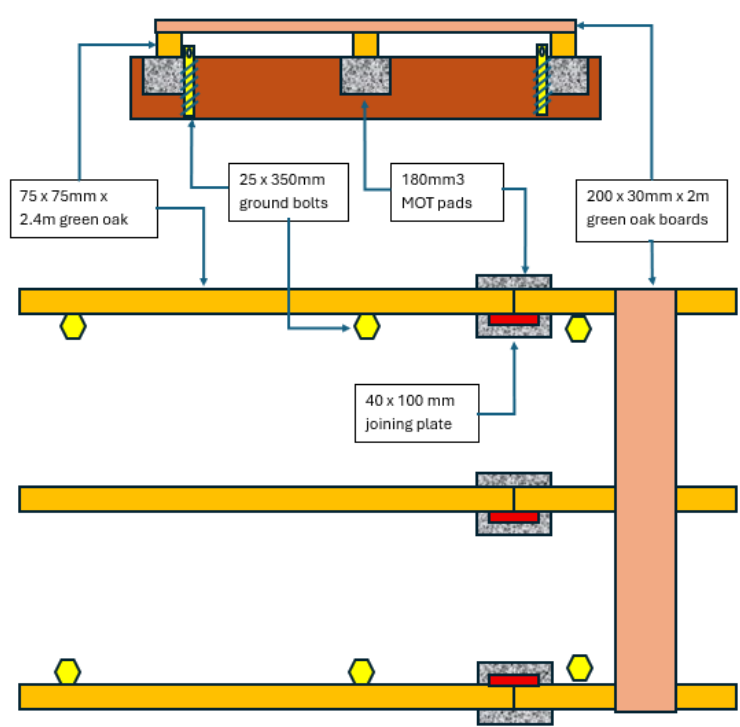 75 x 75mm x
2.4m green oak
25 x 350mm
ground bolts
180mm3
MOT pads
200 x 30mm x 2m
green oak boards
40 x 100 mm
joining plate